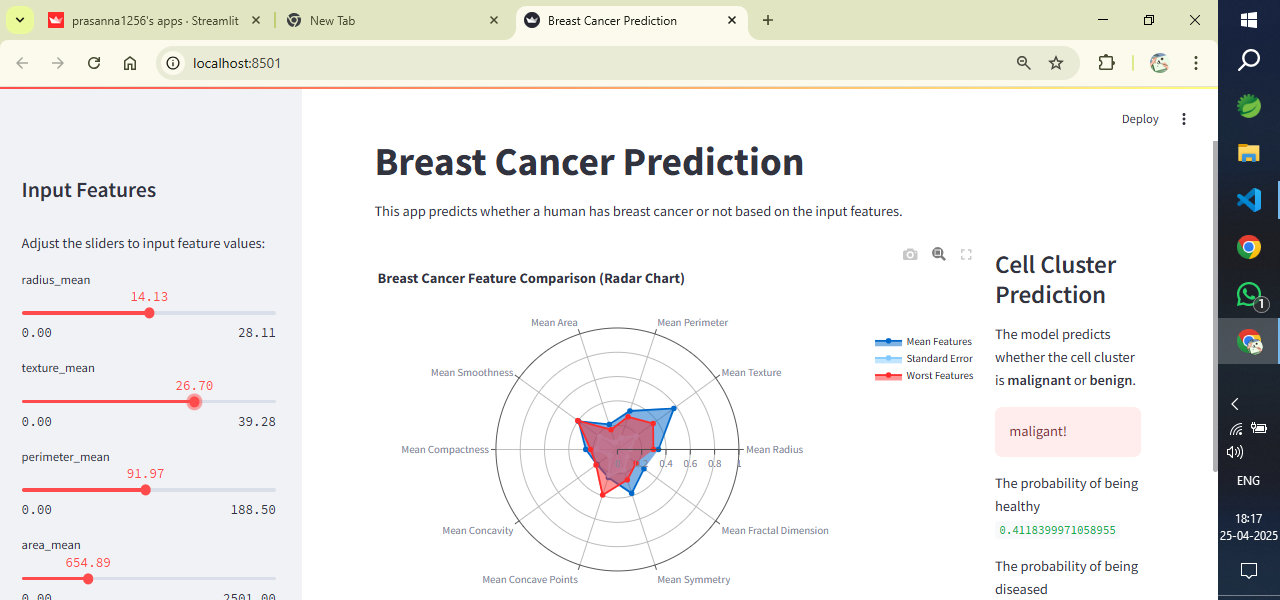 prasanna1256's apps · Streamlit
New Tab
Breast Cancer Prediction
localhost:8501
Deploy
Input Features
Adjust the sliders to input feature values:
radius_mean
14.13
0.00 28.11
texture_mean
26.70
0.00 39.28
perimeter_mean
91.97
0.00 188.50
area_mean
654.89
0.00 2501.00
Breast Cancer Prediction
This app predicts whether a human has breast cancer or not based on the input features.
Breast Cancer Feature Comparison (Radar Chart)
Mean Area
Mean Perimeter
Mean Smoothness
Mean Texture
Mean Compactness
Mean Radius
0.4 0.6 0.8 1
Mean Concavity
Mean Fractal Dimension
Mean Concave Points
Mean Symmetry
Mean Features
Standard Error
Worst Features
Cell Cluster
Prediction
The model predicts
whether the cell cluster
is malignant or benign.
maligant!
The probability of being
healthy
0.4118399971058955
The probability of being
diseased
1
ENG
18:17
25-04-2025